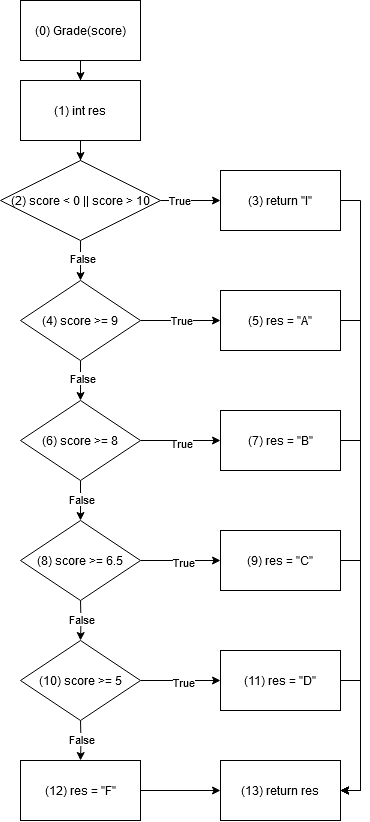 (0) Grade(score)
(1) int res
(2) score < 0 || score > 10
True
(3) return "I"
False
(4) score >= 9
True
(5) res = "A"
False
(6) score >= 8
True
(7) res = "B"
False
(8) score >= 6.5
True
(9) res = "C"
False
(10) score >= 5
True
(11) res = "D"
False
(12) res = "F"
(13) return res